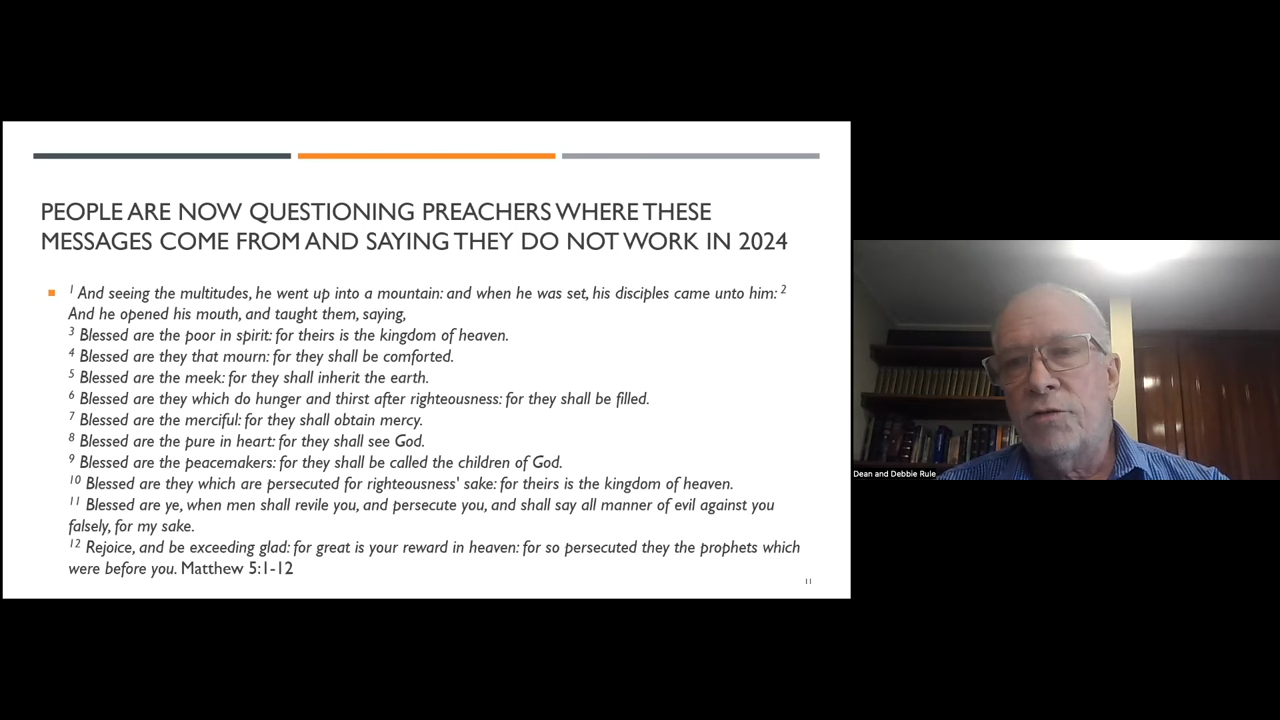 PEOPLE ARE NOW QUESTIONING PREACHERS WHERE THESE
MESSAGES COME FROM AND SAYING THEY DO NOT WORK IN 2024
1 And seeing the multitudes, he went up into a mountain: and when he was set, his disciples came unto him: 2
And he opened his mouth, and taught them, saying,
3 Blessed are the poor in spirit: for theirs is the kingdom of heaven.
4 Blessed are they that mourn: for they shall be comforted.
5 Blessed are the meek: for they shall inherit the earth.
6 Blessed are they which do hunger and thirst after righteousness: for they shall be filled.
7 Blessed are the merciful: for they shall obtain mercy.
8 Blessed are the pure in heart: for they shall see God.
9 Blessed are the peacemakers: for they shall be called the children of God.
10 Blessed are they which are persecuted for righteousness' sake: for theirs is the kingdom of heaven.
11 Blessed are ye, when men shall revile you, and persecute you, and shall say all manner of evil against you
falsely, for my sake.
12 Rejoice, and be exceeding glad: for great is your reward in heaven: for so persecuted they the prophets which
were before you. Matthew 5:1-12
11
Dean and Debbie Rule